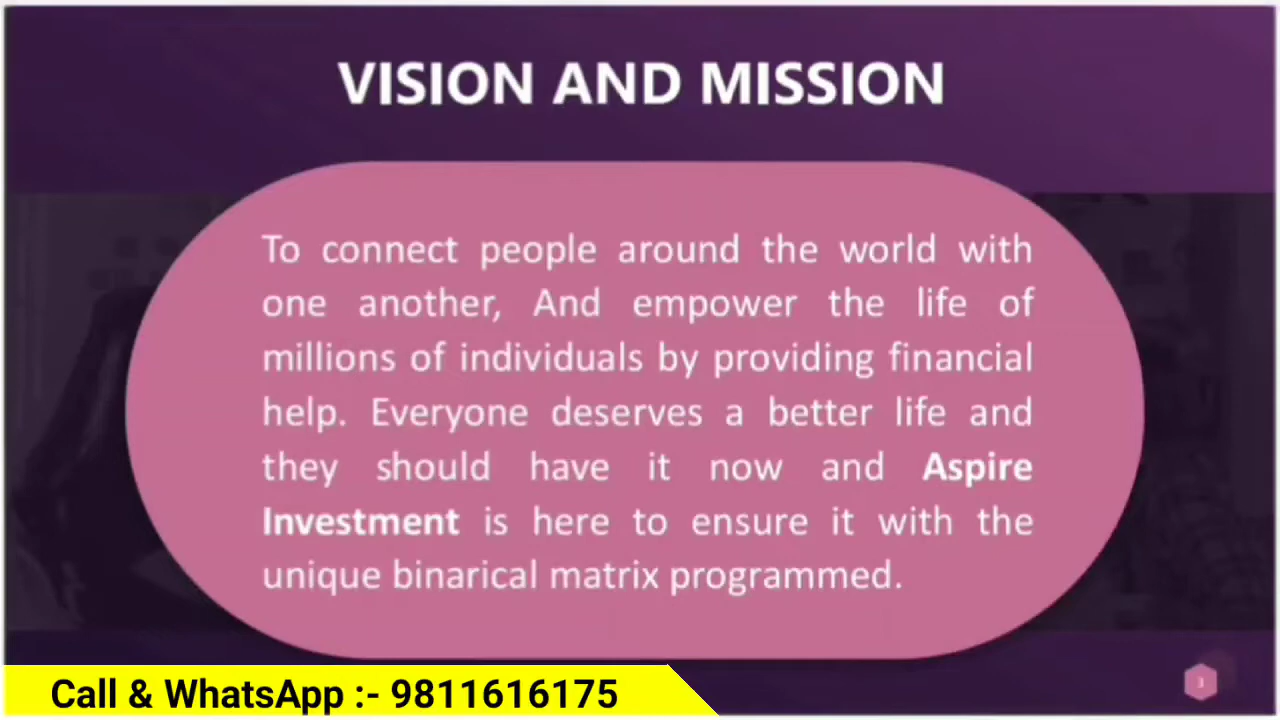 VISION AND MISSION
To connect people around the world with
one another, And empower the life of
millions of individuals by providing financial
help. Everyone deserves a better life and
they should have it now and Aspire
Investment is here to ensure it with the
unique binarical matrix programmed.
Call & WhatsApp :- 9811616175
3